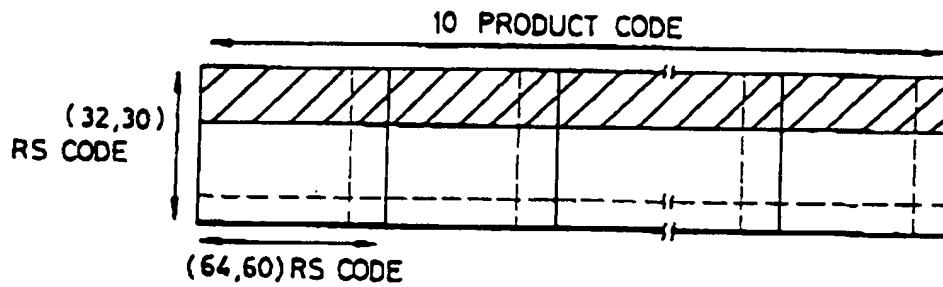 10 PRODUCT CODE
(32,30)
RS CODE
(64,60) RS CODE